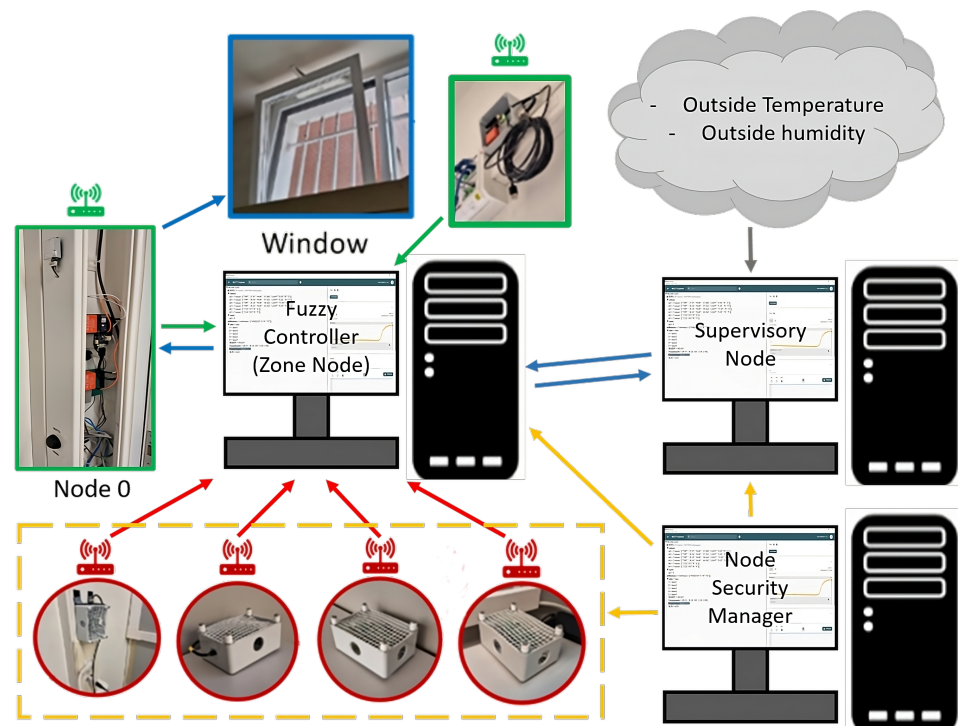 - Outside Temperature
- Outside humidity
Window
Fuzzy
Controller
(Zone Node)
Supervisory
Node
Node 0
Node
Security
Manager